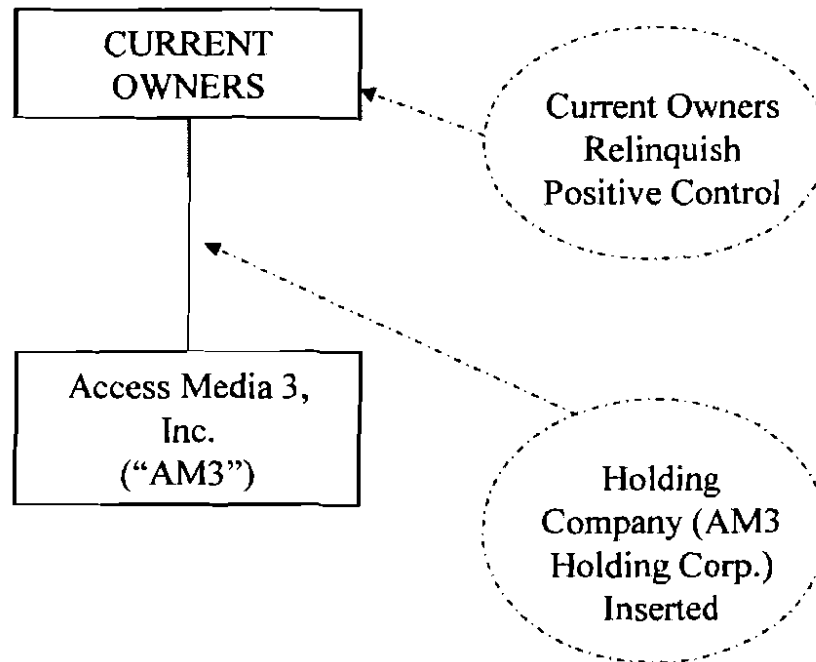 CURRENT
OWNERS
Current Owners
Relinquish
Positive Control
Access Media 3,
Inc.
(“AM3”)
Holding
Company (AM3
Holding Corp.)
Inserted